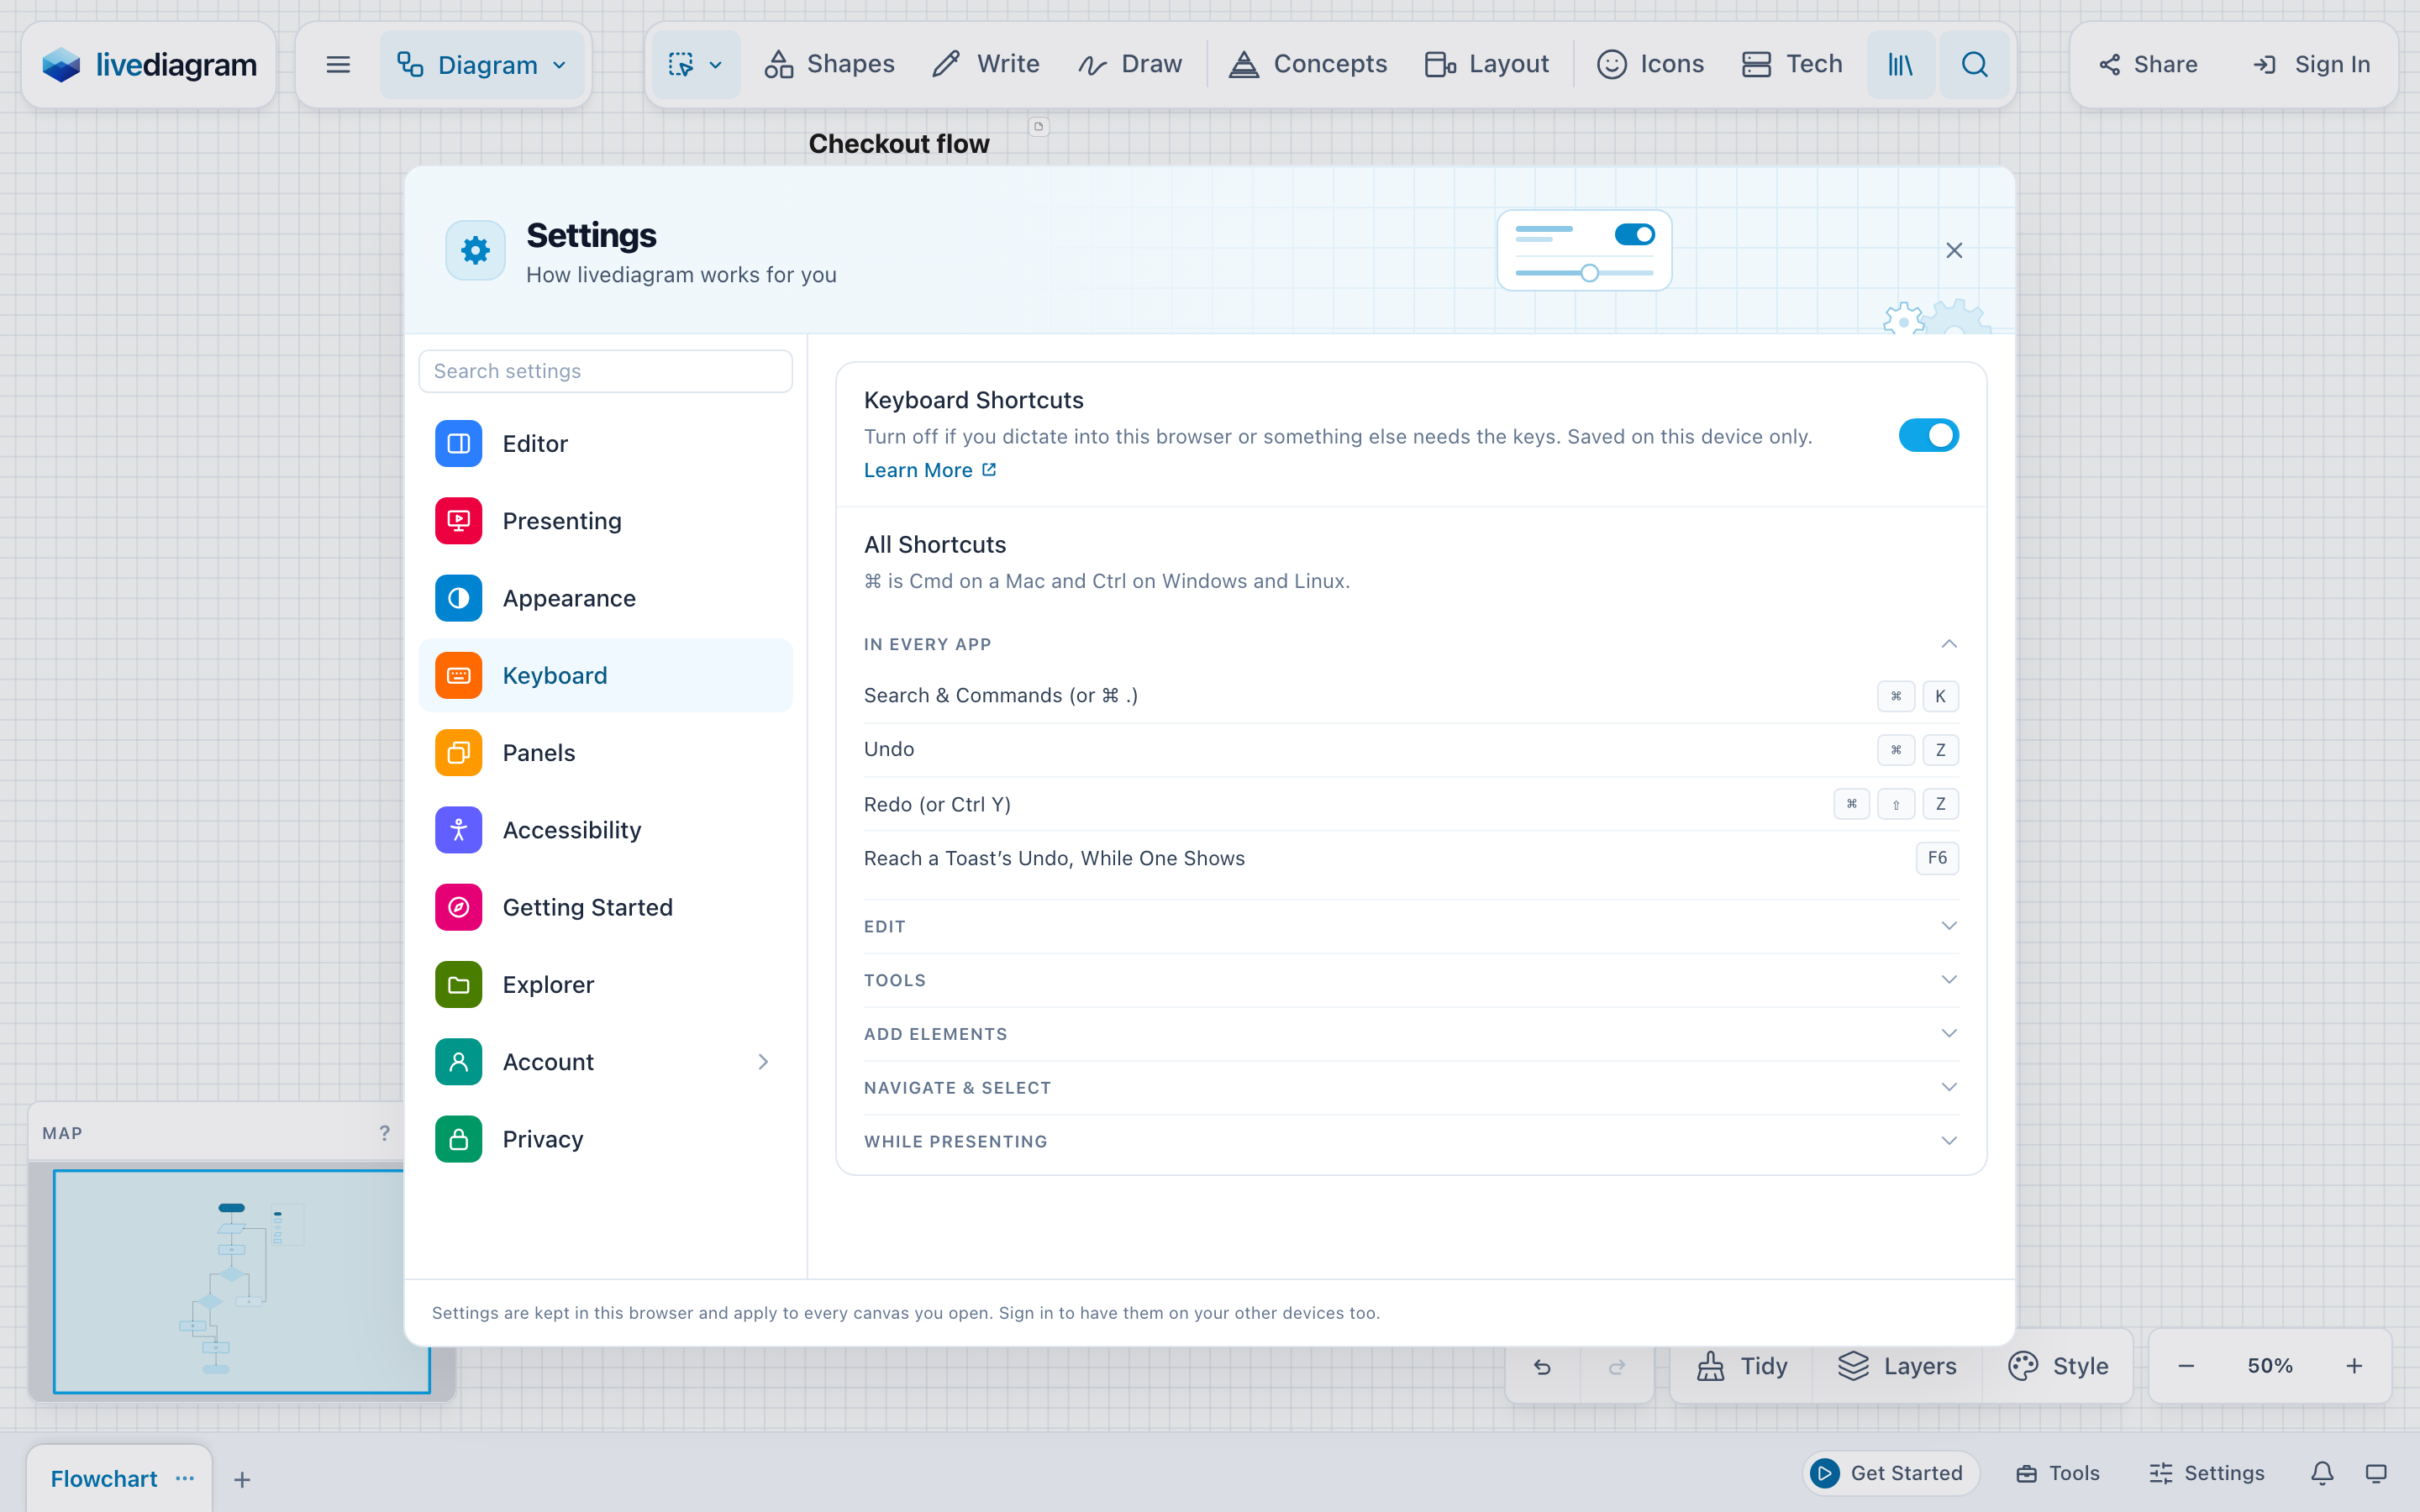 livediagram
Diagram
Shapes
Write
Draw
Concepts
Layout
Icons
Tech
Share
Sign In
Checkout flow
Settings
How livediagram works for you
Search settings
Editor
Presenting
Appearance
Keyboard
Panels
Accessibility
Getting Started
Explorer
Account
Privacy
Keyboard Shortcuts
Turn off if you dictate into this browser or something else needs the keys. Saved on this device only.
Learn More
All Shortcuts
⌘ is Cmd on a Mac and Ctrl on Windows and Linux.
IN EVERY APP
Search & Commands (or ⌘ .) ⌘ K
Undo ⌘ Z
Redo (or Ctrl Y) ⌘ ⇧ Z
Reach a Toast’s Undo, While One Shows F6
EDIT
TOOLS
ADD ELEMENTS
NAVIGATE & SELECT
WHILE PRESENTING
Settings are kept in this browser and apply to every canvas you open. Sign in to have them on your other devices too.
MAP ?
Tidy
Layers
Style
50%
Flowchart
Get Started
Tools
Settings